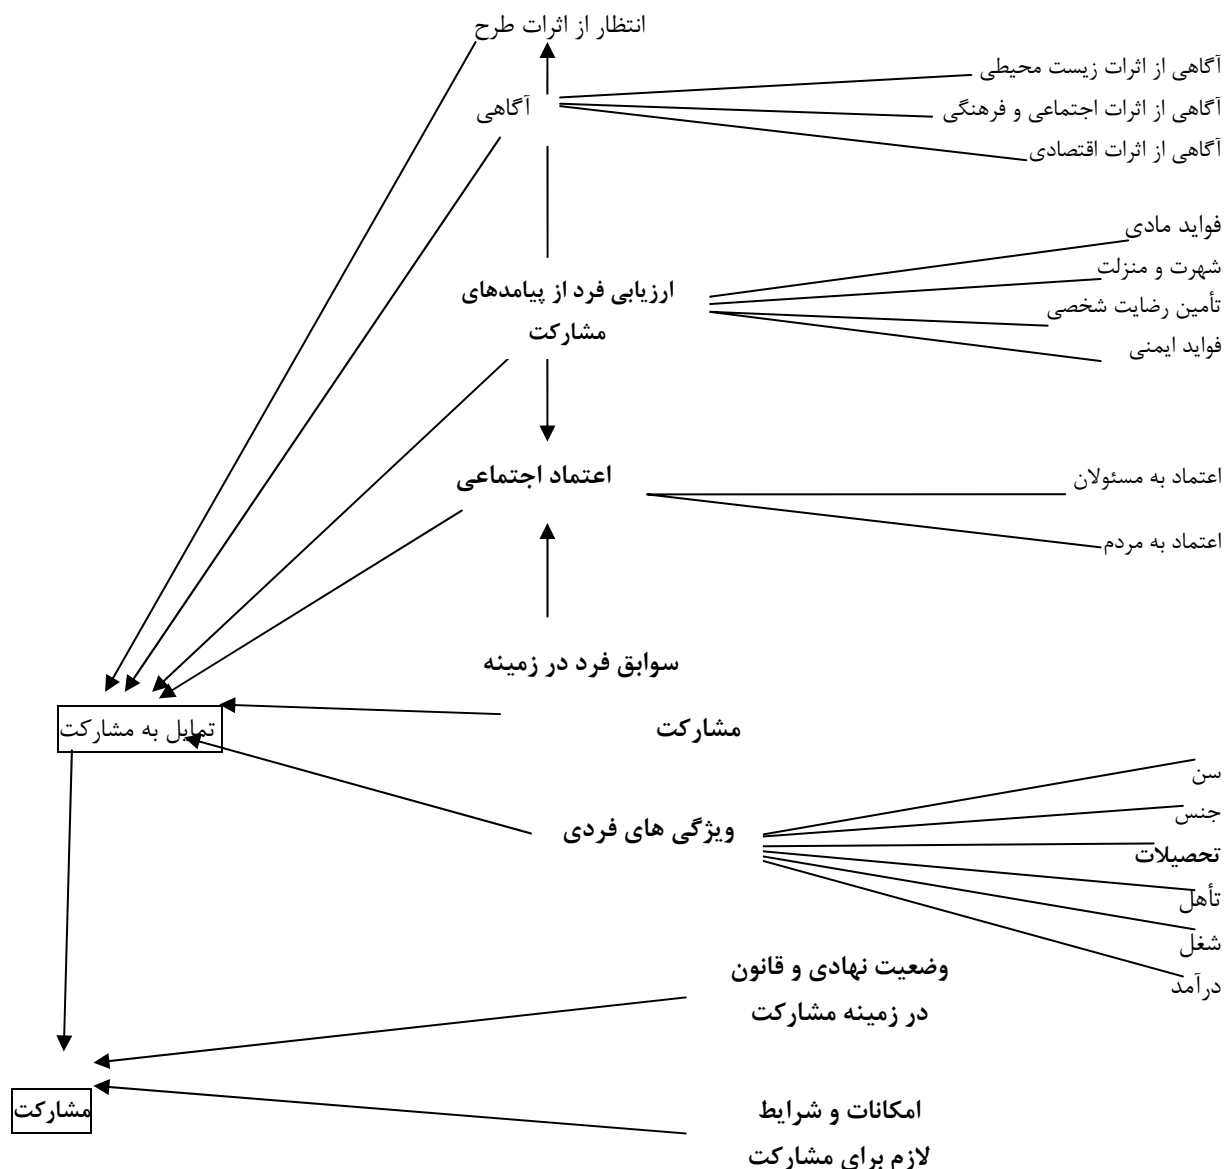 انتظار از اثرات طرح
آگاهی از اثرات زیست محیطی
آگاهی
آگاهی از اثرات اجتماعی و فرهنگی
آگاهی از اثرات اقتصادی
فواید مادی
شهرت و منزلت
ارزیابی فرد از پیامدهای
مشارکت
تأمین رضایت شخصی
فواید ایمنی
اعتماد اجتماعی
اعتماد به مسئولان
اعتماد به مردم
سوابق فرد در زمینه
مشارکت
تمایل به مشارکت
ویژگی های فردی
سن
جنس
تحصیلات
تأهل
شغل
درآمد
وضعیت نهادی و قانون
در زمینه مشارکت
مشارکت
امکانات و شرایط
لازم برای مشارکت